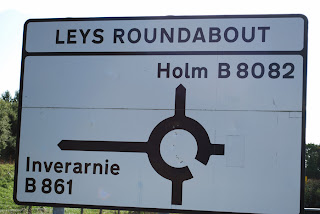 LEYS ROUNDABOUT
Holm B 8082
Inverarnie
B 861